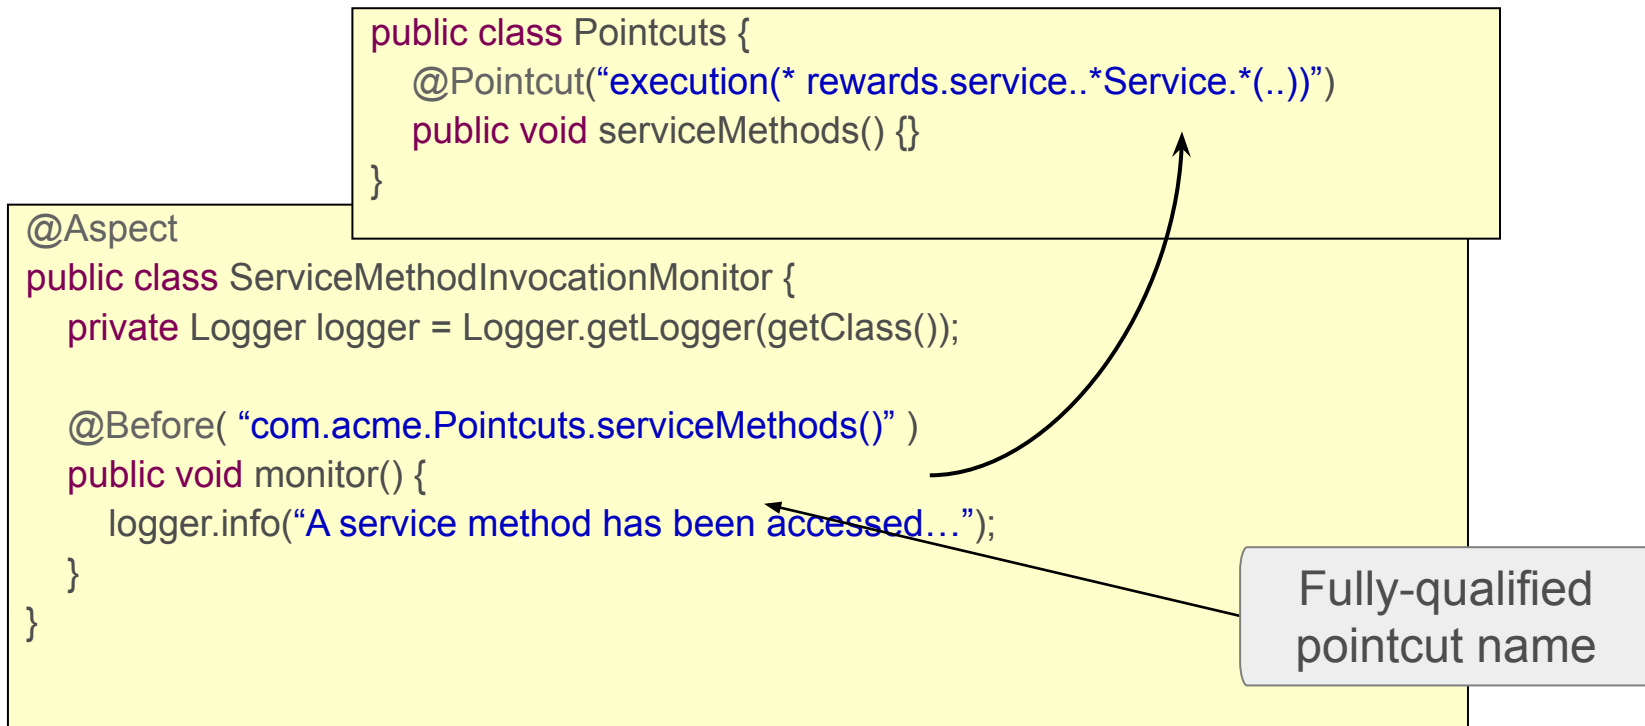 public class Pointcuts {
@Pointcut(“execution(* rewards.service..*Service.*(..))”)
public void serviceMethods() {}
}
@Aspect
public class ServiceMethodInvocationMonitor {
private Logger logger = Logger.getLogger(getClass());
@Before( “com.acme.Pointcuts.serviceMethods()” )
public void monitor() {
logger.info(“A service method has been accessed…”);
}
}
Fully-qualified
pointcut name